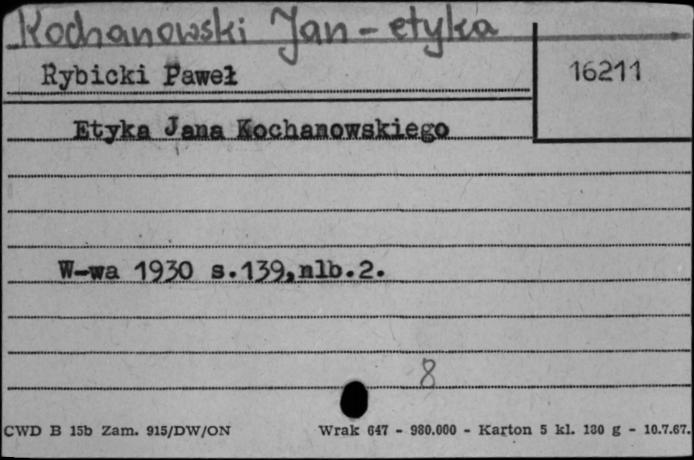 Kochanowski Jan - etyka
Rybicki Paweł
16211
Etyka Jana Kochanowskiego
W-wa 1930 s.139,nlb.2.
8
CWD B 15b Zam. 915/DW/ON
Wrak 647 - 980.000 - Karton 5 kl. 180 g - 10.7.67.